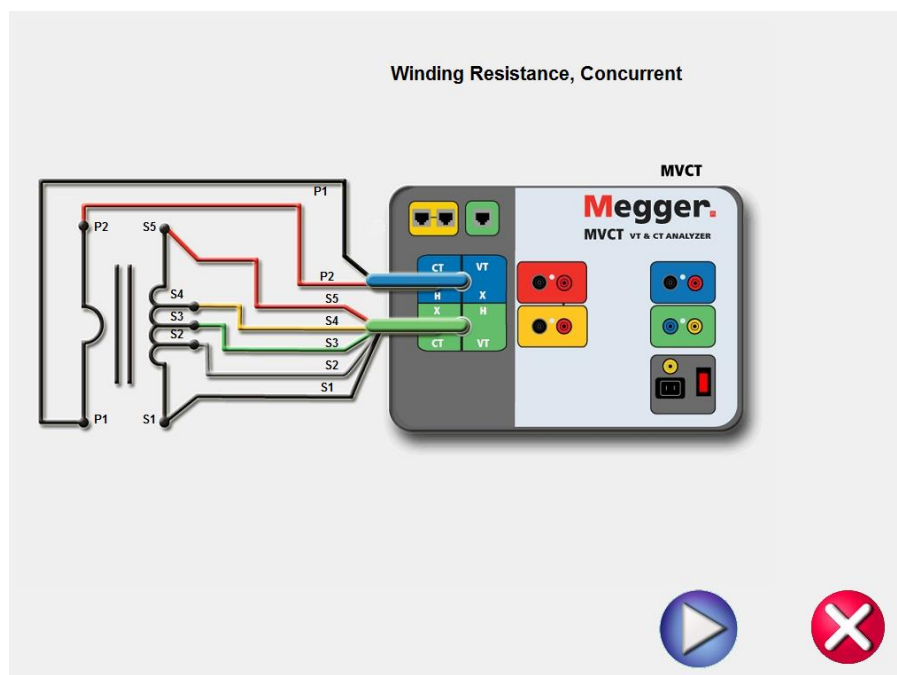 Winding Resistance, Concurrent
MVCT
P1
Megger.
MVCT VT & CT ANALYZER
P2
S5
CT VT
P2
H X
S5
S4
X H
S4
S3
S3
CT VT
S2
S2
S1
P1
S1